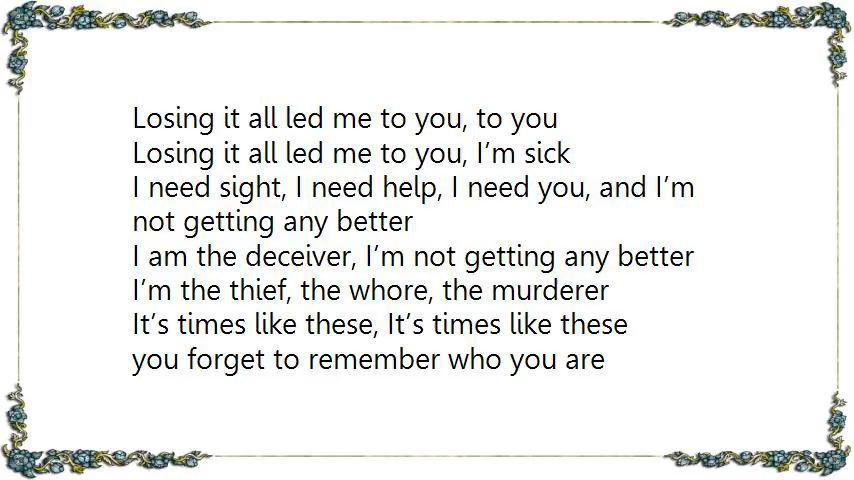 Losing it all led me to you, to you
Losing it all led me to you, I’m sick
I need sight, I need help, I need you, and I’m
not getting any better
I am the deceiver, I’m not getting any better
I’m the thief, the whore, the murderer
It’s times like these, It’s times like these
you forget to remember who you are